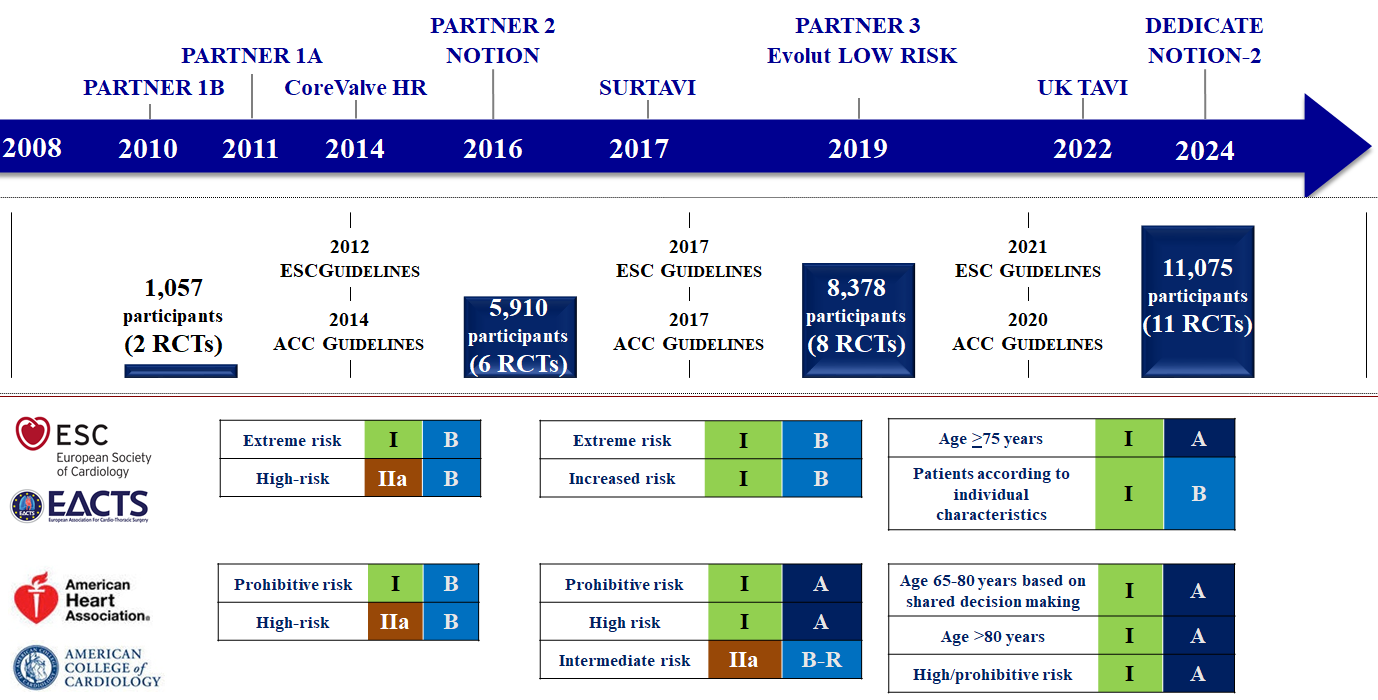 PARTNER 2
PARTNER 3
DEDICATE
PARTNER 1A
NOTION
Evolut LOW RISK
NOTION-2
PARTNER 1B
CoreValve HR
SURTAVI
UK TAVI
2008
2010
2011
2014
2016
2017
2019
2022
2024
1,057
participants
(2 RCTs)
2012
ESCGUIDELINES
2014
ACC GUIDELINES
5,910
participants
(6 RCTs)
2017
ESC GUIDELINES
2017
ACC GUIDELINES
8,378
participants
(8 RCTs)
2021
ESC GUIDELINES
2020
ACC GUIDELINES
11,075
participants
(11 RCTs)
ESC
European Society
of Cardiology
EACTS
European Association For Cardio-Thoracic Surgery
Extreme risk I B
High-risk IIa B
Extreme risk I B
Increased risk I B
Age ≥75 years I A
Patients according to
individual I B
characteristics
American
Heart
Association®
AMERICAN
COLLEGE of
CARDIOLOGY
Prohibitive risk I B
High-risk IIa B
Prohibitive risk I A
High risk I A
Intermediate risk IIa B-R
Age 65-80 years based on
shared decision making I A
Age >80 years I A
High/prohibitive risk I A